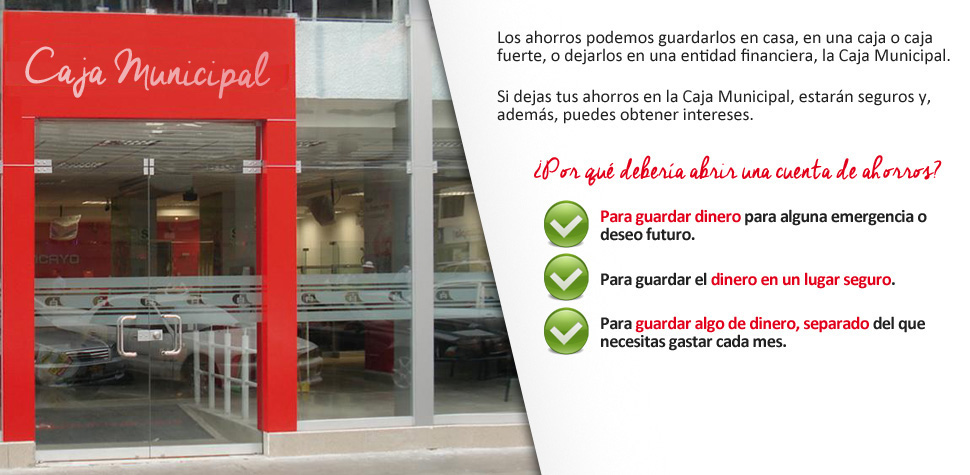 Caja Municipal
Los ahorros podemos guardarlos en casa, en una caja o caja
fuerte, o dejarlos en una entidad financiera, la Caja Municipal.
Si dejas tus ahorros en la Caja Municipal, estarán seguros y,
además, puedes obtener intereses.
¿Por qué debería abrir una cuenta de ahorros?
Para guardar dinero para alguna emergencia o
deseo futuro.
Para guardar el dinero en un lugar seguro.
Para guardar algo de dinero, separado del que
necesitas gastar cada mes.